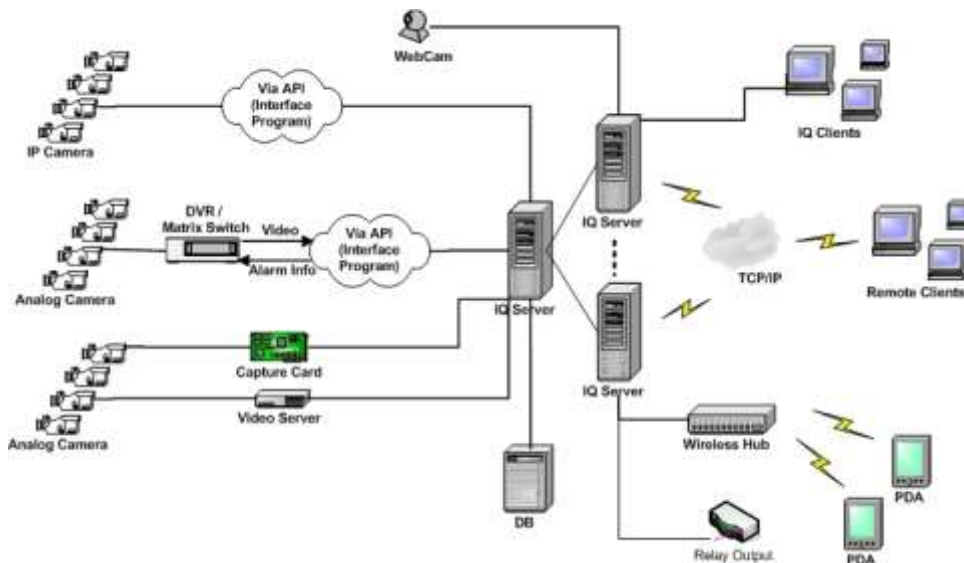 WebCam
Via API
(Interface
Program)
IP Camera
IQ Clients
DVR /
Matrix Switch
Video
Alarm Info
Via API
(Interface
Program)
Analog Camera
IQ Server
IQ Server
TCP/IP
Remote Clients
IQ Server
Capture Card
Video Server
Analog Camera
DB
Wireless Hub
PDA
PDA
Relay Output